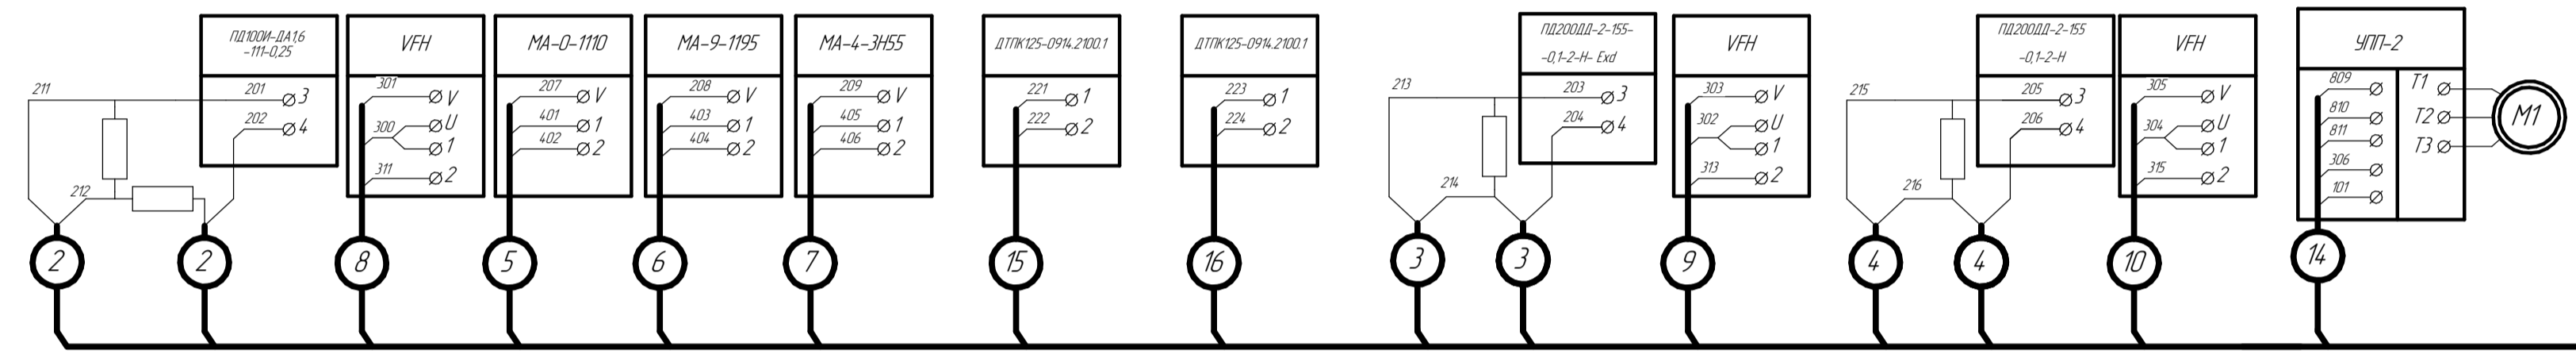 ПД100И-ДА1,6
-111-0,25
VFH
МА-0-1110
МА-9-1195
МА-4-3Н55
ДТПК125-0914.2100.1
ДТПК125-0914.2100.1
ПД200ДД-2-155-
-0,1-2-Н- Exd
VFH
ПД200ДД-2-155
-0,1-2-Н
VFH
УПП-2
211
201
3
202
4
212
301
V
300
U
1
311
2
207
V
401
1
402
2
208
V
403
1
404
2
209
V
405
1
406
2
221
1
222
2
223
1
224
2
213
203
3
204
4
214
303
V
302
U
1
313
2
215
205
3
206
4
216
305
V
304
U
1
315
2
809
810
811
306
101
Т1
Т2
Т3
М1
2
2
8
5
6
7
15
16
3
3
9
4
4
10
14